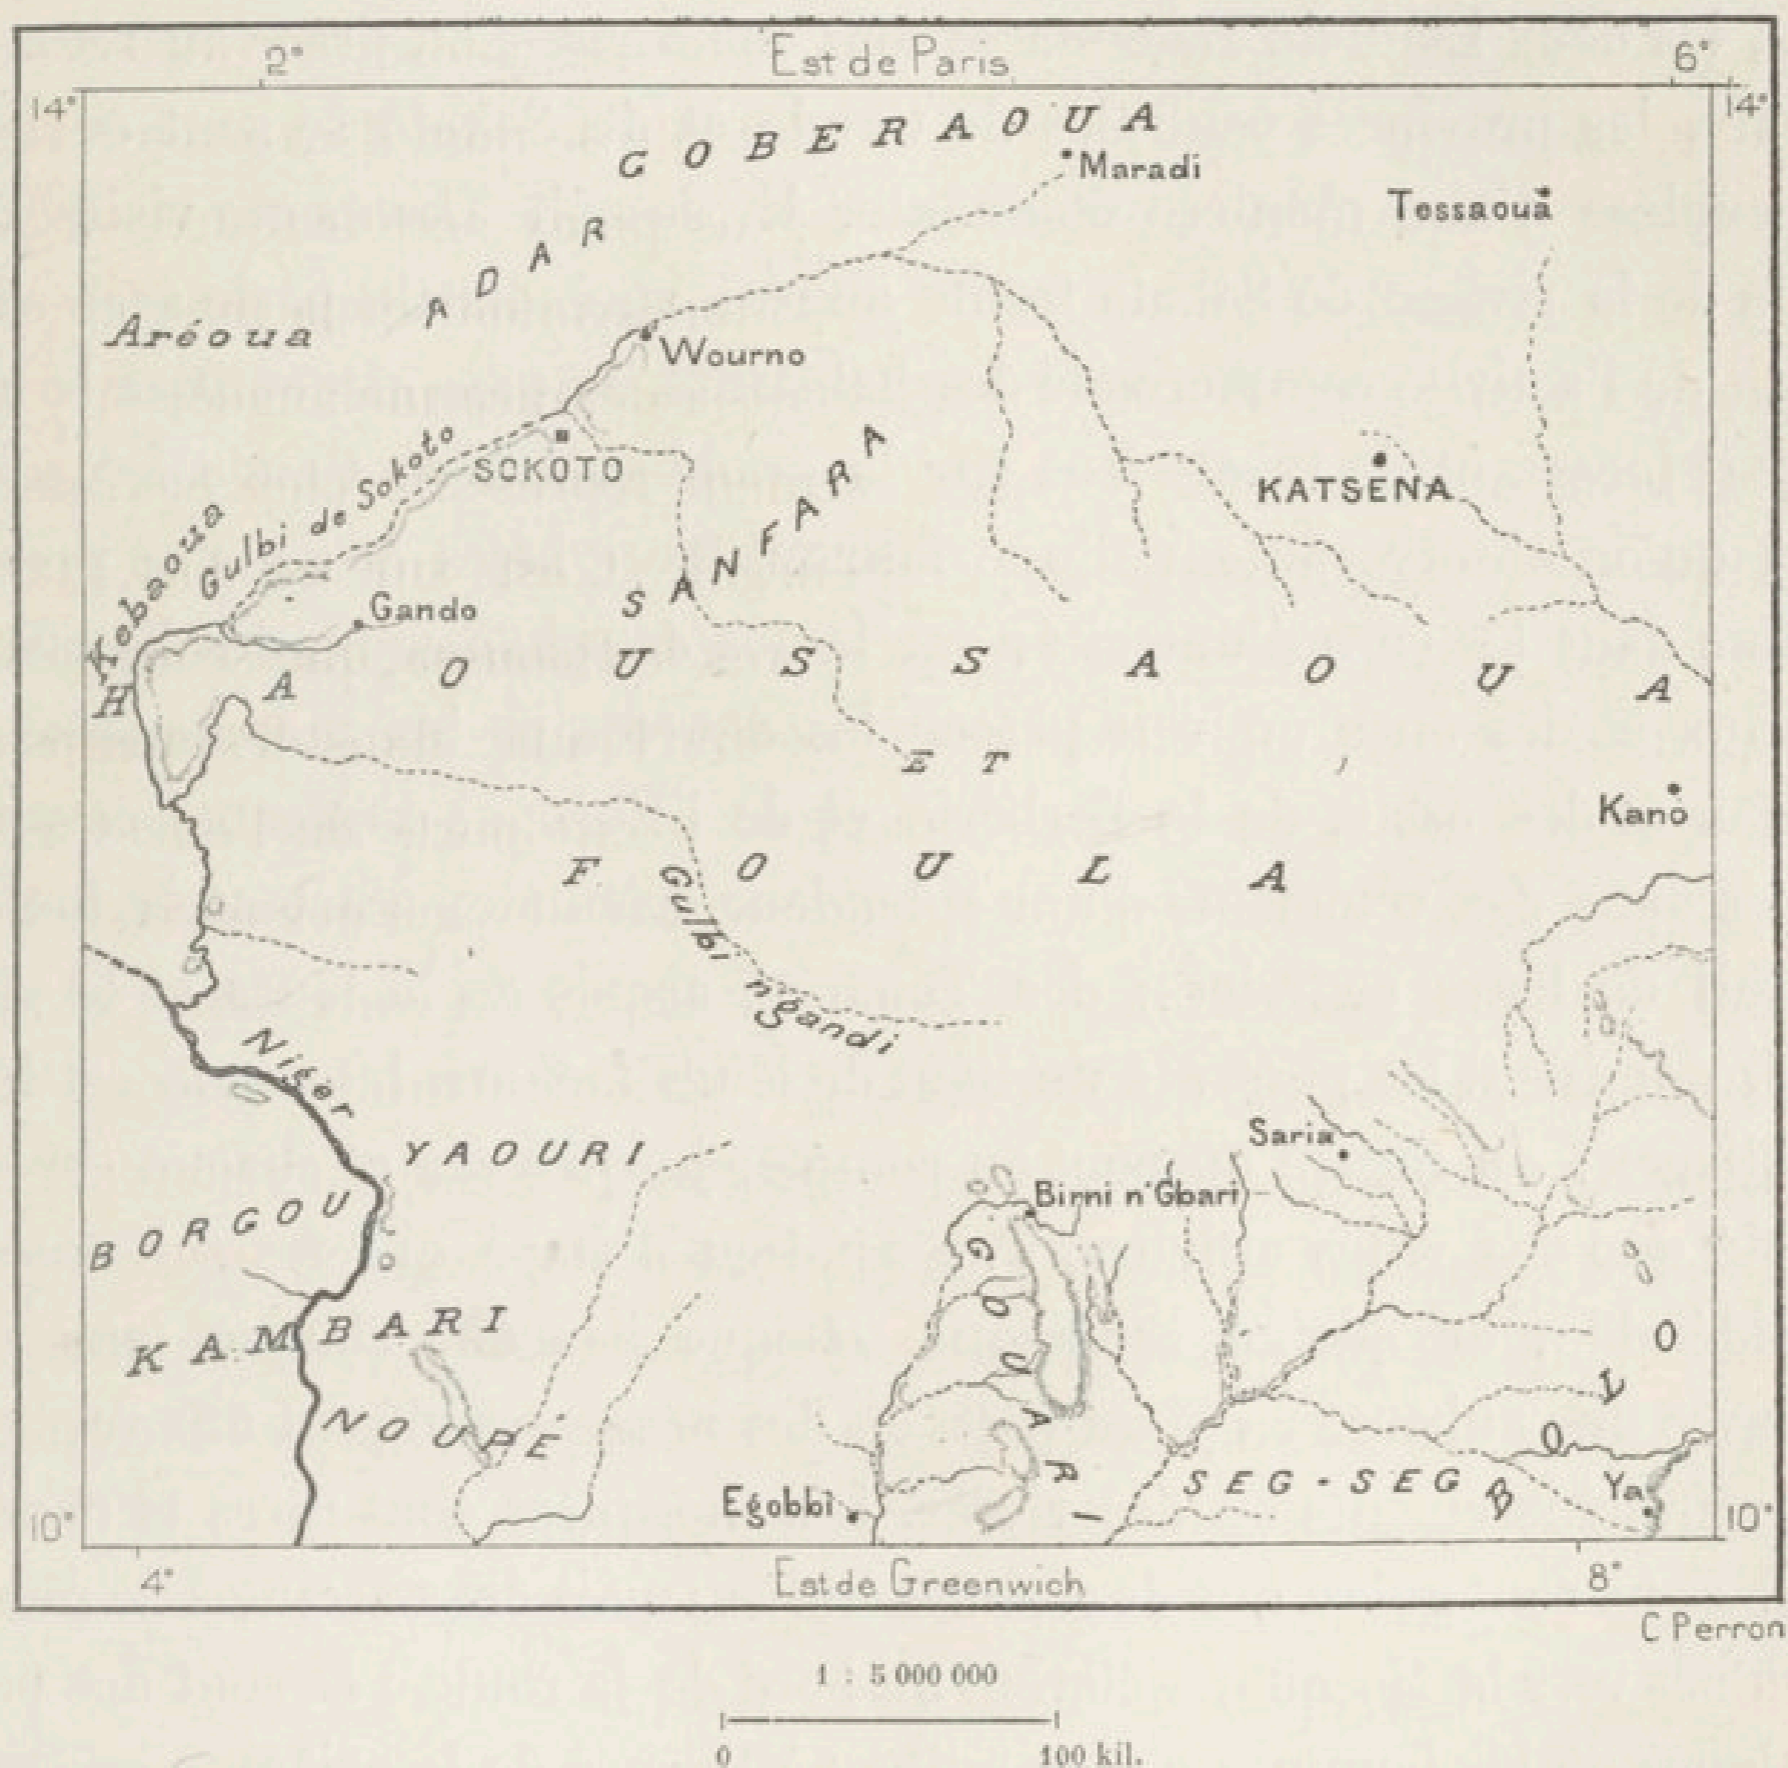 2° Est de Paris 6°
14° 14°
GOBERAOUA
Maradi
Tessaouä
ADAR
Aréoua
Wourno
Gulbi de Sokoto
SOKOTO
SANFARA
KATSENA
Kebaoua
Gando
HAOUSSAOUA
ET
Kano
FOULA
Gulbi n'gandi
Niger
YAOURI
Saria
BORGOU
Birni n'Gbari
GOUARI
KAMBARI
NOUPÉ
BOLO
SEG-SEG
Egobbi
Ya
10° 10°
4° Est de Greenwich 8°
C Perron
1 : 5 000 000
0 100 kil.